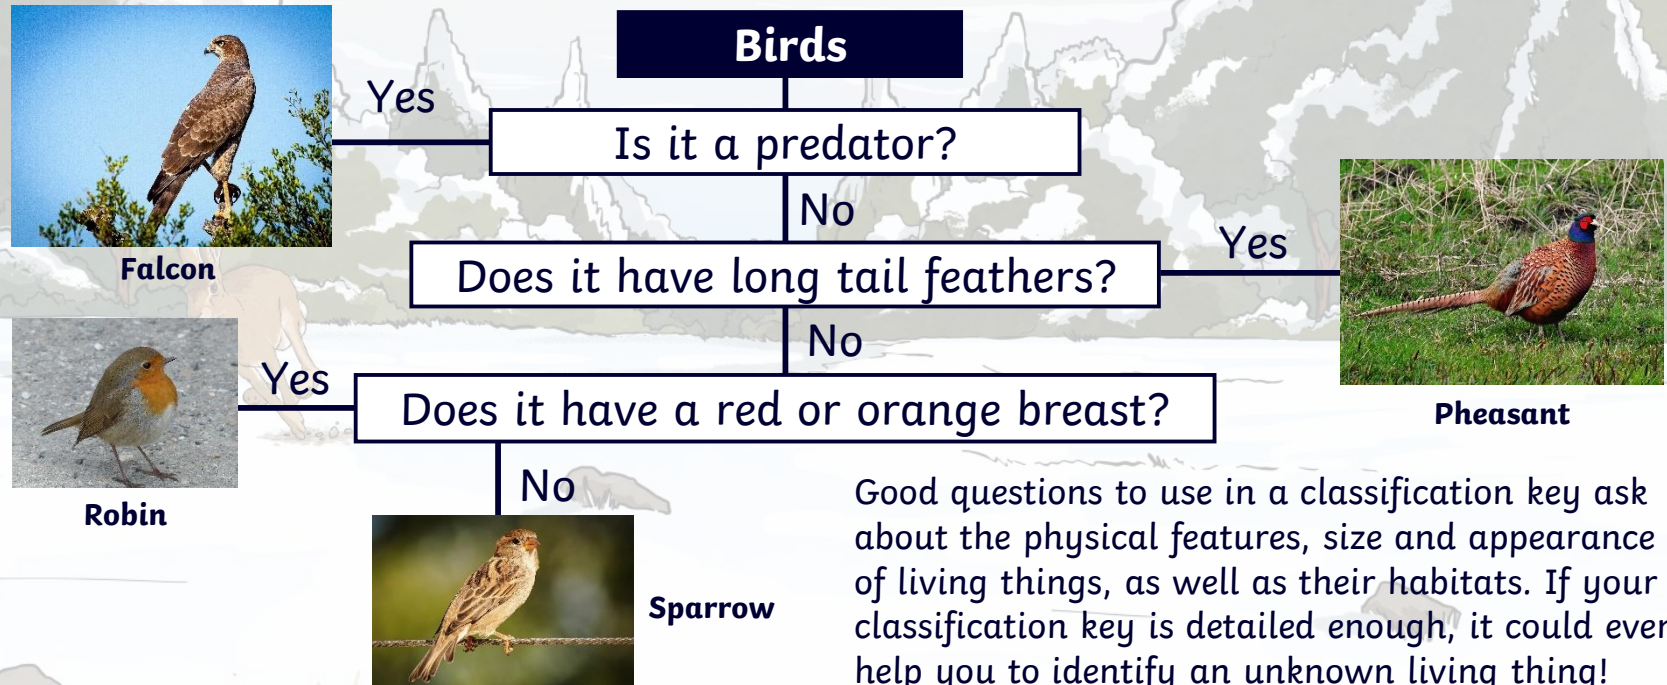 Birds
Yes
Is it a predator?
No
Falcon
Does it have long tail feathers?
Yes
Pheasant
No
Yes
Does it have a red or orange breast?
Robin
No
Sparrow
Good questions to use in a classification key ask
about the physical features, size and appearance
of living things, as well as their habitats. If your
classification key is detailed enough, it could even
help you to identify an unknown living thing!